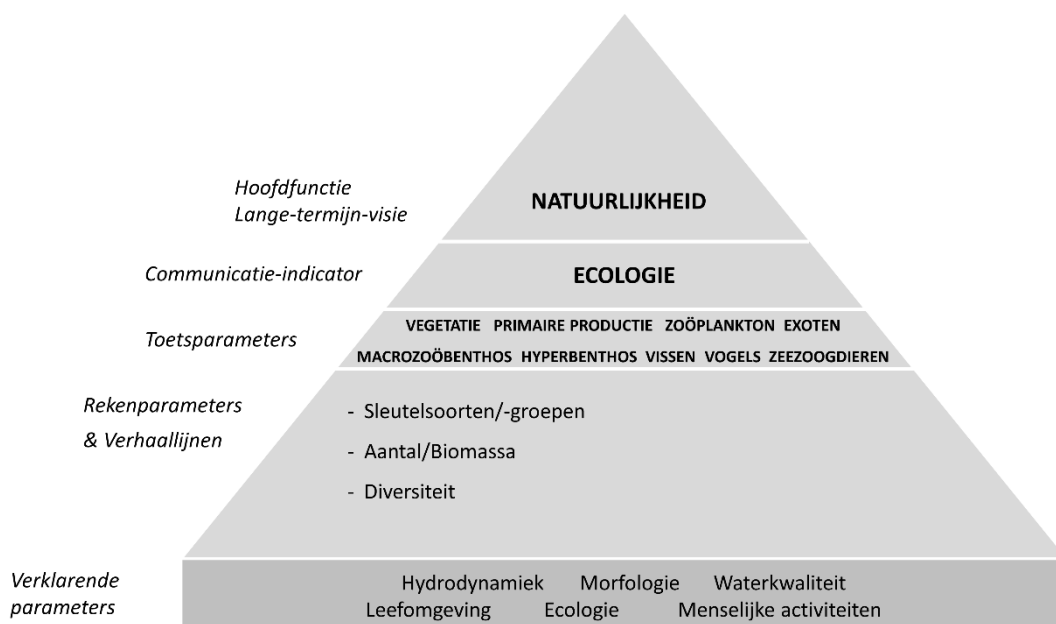 Hoofdfunctie
Lange-termijn-visie
NATUURLIJKHEID
Communicatie-indicator
ECOLOGIE
Toetsparameters
VEGETATIE PRIMAIRE PRODUCTIE ZOÖPLANKTON EXOTEN
MACROZOÖBENTHOS HYPERBENTHOS VISSEN VOGELS ZEEZOOGDIEREN
Rekenparameters
& Verhaallijnen
- Sleutelsoorten/-groepen
- Aantal/Biomassa
- Diversiteit
Verklarende
parameters
Hydrodynamiek Morfologie Waterkwaliteit
Leefomgeving Ecologie Menselijke activiteiten